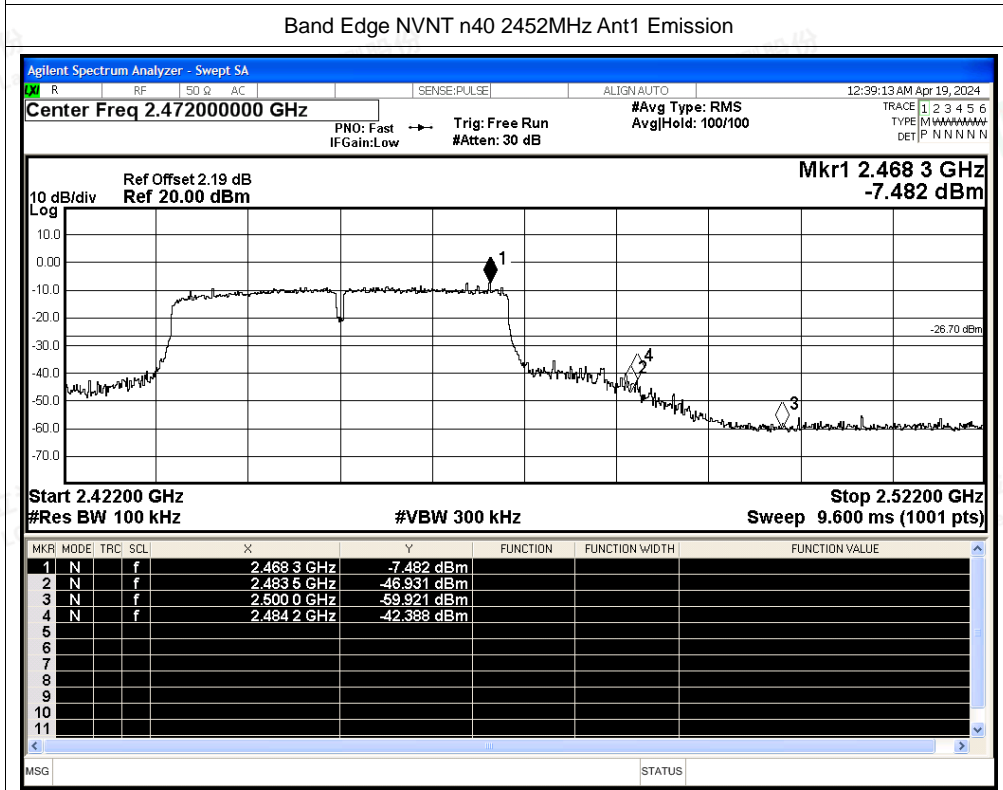 Band Edge NVNT n40 2452MHz Ant1 Emission
Agilent Spectrum Analyzer - Swept SA
LXI R RF 50 Ω AC SENSE:PULSE ALIGN AUTO 12:39:13 AM Apr 19, 2024
Center Freq 2.472000000 GHz #Avg Type: RMS TRACE 1 2 3 4 5 6
PNO: Fast Trig: Free Run Avg|Hold: 100/100 TYPE M
IFGain:Low #Atten: 30 dB DET P N N N N N
Mkr1 2.468 3 GHz
Ref Offset 2.19 dB
10 dB/div Ref 20.00 dBm -7.482 dBm
Log
10.0
0.00
1
-10.0
-20.0
-26.70 dBm
-30.0
4
-40.0
2
-50.0
3
-60.0
-70.0
Start 2.42200 GHz Stop 2.52200 GHz
#Res BW 100 kHz #VBW 300 kHz Sweep 9.600 ms (1001 pts)
MKR MODE TRC SCL X Y FUNCTION FUNCTION WIDTH FUNCTION VALUE
1 N f 2.468 3 GHz -7.482 dBm
2 N f 2.483 5 GHz -46.931 dBm
3 N f 2.500 0 GHz -59.921 dBm
4 N f 2.484 2 GHz -42.388 dBm
5
6
7
8
9
10
11
MSG STATUS